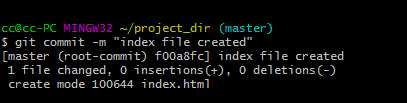 cc@cc-PC MINGW32 ~/project_dir (master)
$ git commit -m "index file created"
[master (root-commit) f00a8fc] index file created
 1 file changed, 0 insertions(+), 0 deletions(-)
 create mode 100644 index.html